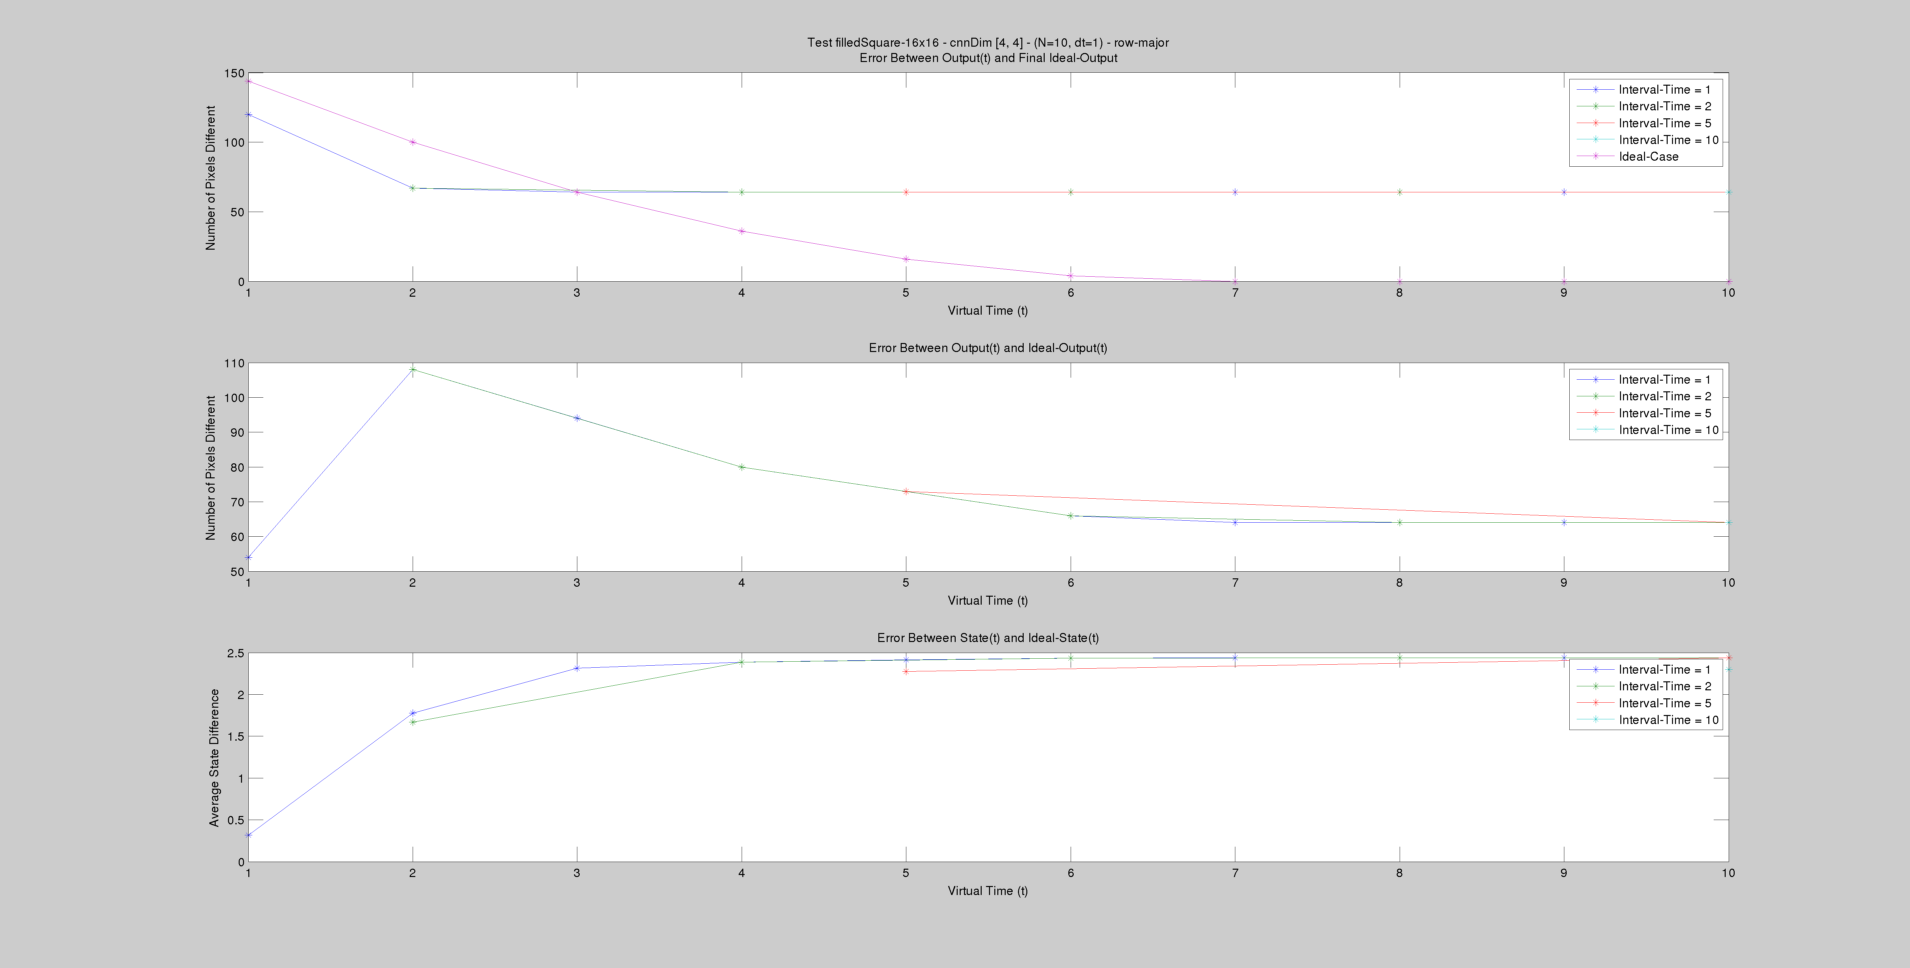 Test filledSquare-16x16 - cnnDim [4, 4] - (N=10, dt=1) - row-major
Error Between Output(t) and Final Ideal-Output
150
100
50
0
Number of Pixels Different
Interval-Time = 1
Interval-Time = 2
Interval-Time = 5
Interval-Time = 10
Ideal-Case
1 2 3 4 5 6 7 8 9 10
Virtual Time (t)
Error Between Output(t) and Ideal-Output(t)
110
100
90
80
70
60
50
Number of Pixels Different
Interval-Time = 1
Interval-Time = 2
Interval-Time = 5
Interval-Time = 10
1 2 3 4 5 6 7 8 9 10
Virtual Time (t)
Error Between State(t) and Ideal-State(t)
2.5
2
1.5
1
0.5
0
Average State Difference
Interval-Time = 1
Interval-Time = 2
Interval-Time = 5
Interval-Time = 10
1 2 3 4 5 6 7 8 9 10
Virtual Time (t)